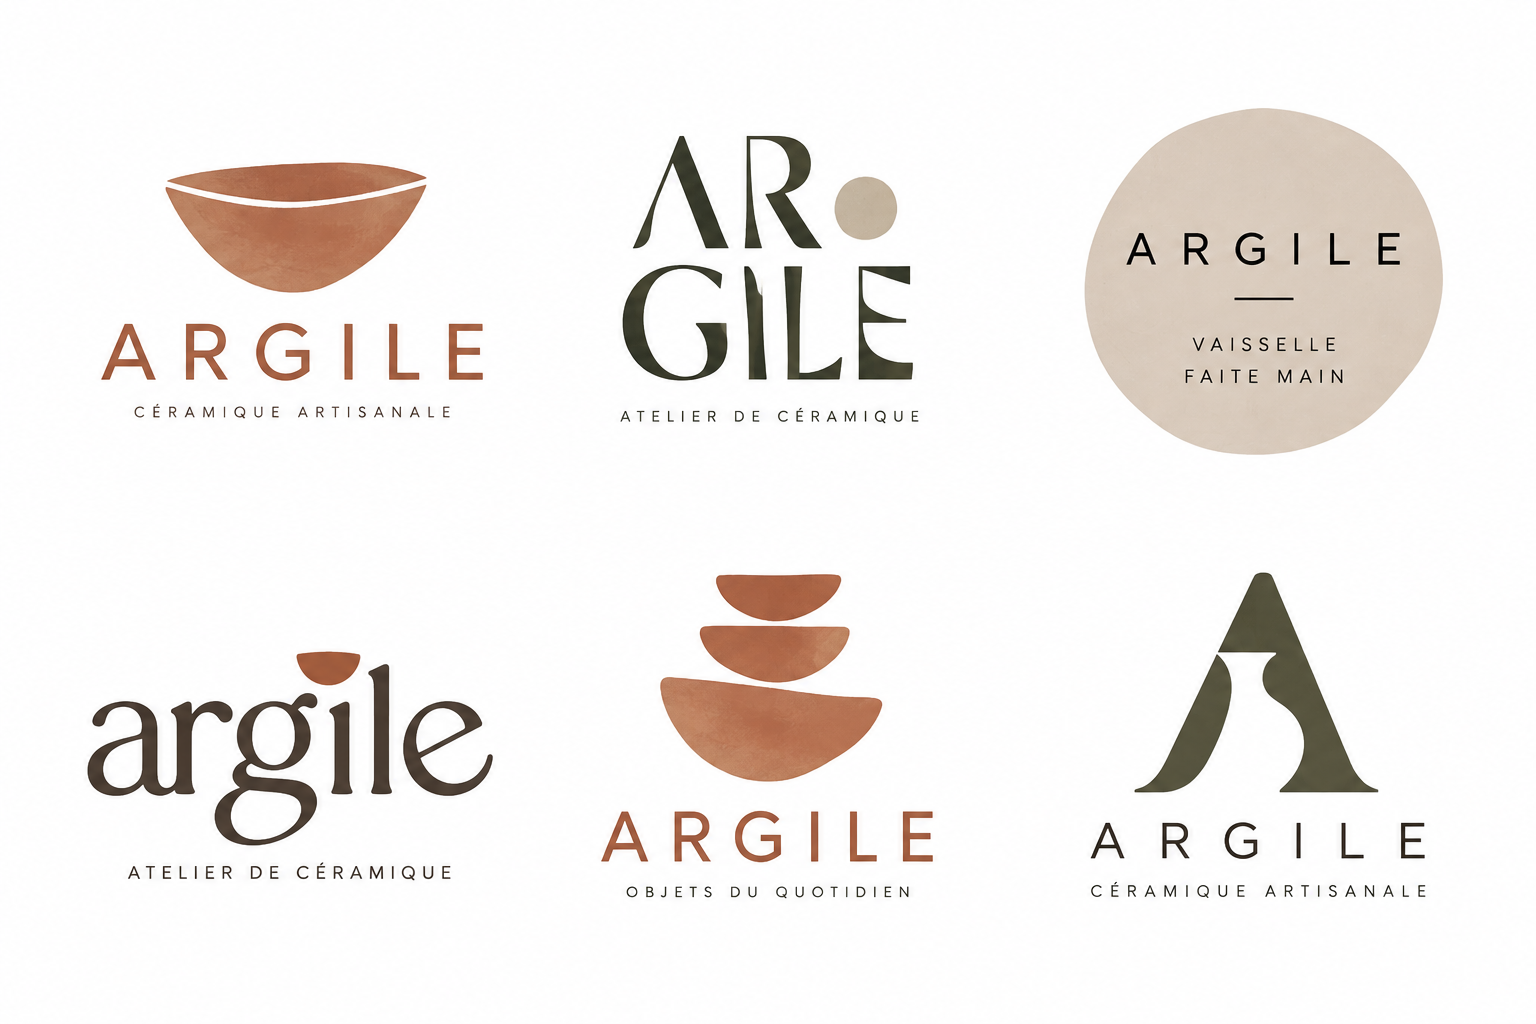 ARGILE
CÉRAMIQUE ARTISANALE
AR
GILE
ATELIER DE CÉRAMIQUE
ARGILE
VAISSELLE
FAITE MAIN
argile
ATELIER DE CÉRAMIQUE
ARGILE
OBJETS DU QUOTIDIEN
A
ARGILE
CÉRAMIQUE ARTISANALE